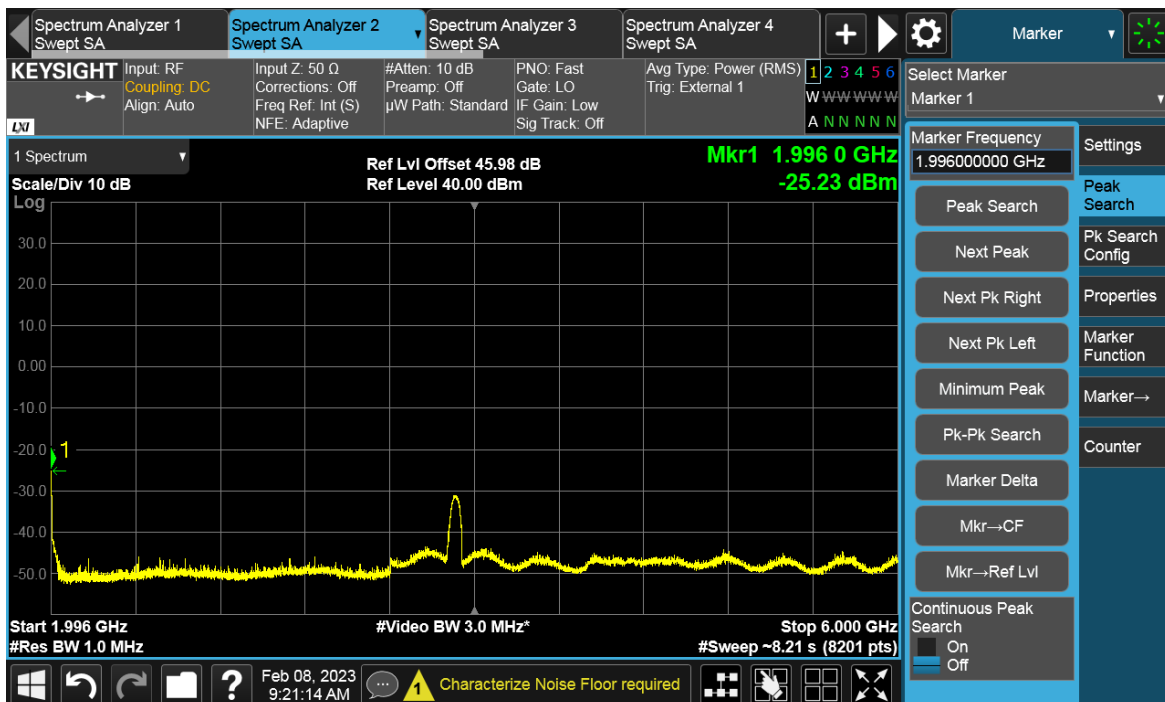 Spectrum Analyzer 1
Swept SA
Spectrum Analyzer 2
Swept SA
Spectrum Analyzer 3
Swept SA
Spectrum Analyzer 4
Swept SA
Marker
KEYSIGHT
LXI
Input: RF
Coupling: DC
Align: Auto
Input Z: 50 Ω
Corrections: Off
Freq Ref: Int (S)
NFE: Adaptive
#Atten: 10 dB
Preamp: Off
µW Path: Standard
PNO: Fast
Gate: LO
IF Gain: Low
Sig Track: Off
Avg Type: Power (RMS)
Trig: External 1
1 2 3 4 5 6
W W W W W W
A N N N N N
Select Marker
Marker 1
1 Spectrum
Scale/Div 10 dB
Log
Ref Lvl Offset 45.98 dB
Ref Level 40.00 dBm
Mkr1 1.996 0 GHz
-25.23 dBm
30.0
20.0
10.0
0.00
-10.0
-20.0
1
-30.0
-40.0
-50.0
Start 1.996 GHz
#Res BW 1.0 MHz
#Video BW 3.0 MHz*
Stop 6.000 GHz
#Sweep ~8.21 s (8201 pts)
Marker Frequency
1.996000000 GHz
Peak Search
Next Peak
Next Pk Right
Next Pk Left
Minimum Peak
Pk-Pk Search
Marker Delta
Mkr→CF
Mkr→Ref Lvl
Continuous Peak
Search
On
Off
Settings
Peak
Search
Pk Search
Config
Properties
Marker
Function
Marker→
Counter
?
Feb 08, 2023
9:21:14 AM
1
Characterize Noise Floor required